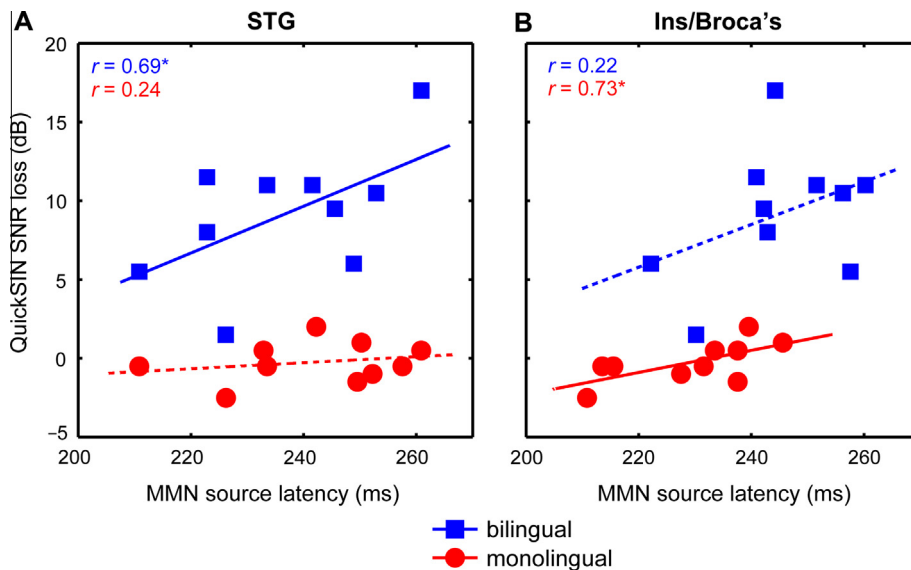 A
STG
QuickSIN SNR loss (dB)
20
15
10
5
0
−5
r = 0.69*
r = 0.24
200
220
240
260
MMN source latency (ms)
B
Ins/Broca's
r = 0.22
r = 0.73*
200
220
240
260
MMN source latency (ms)
bilingual
monolingual